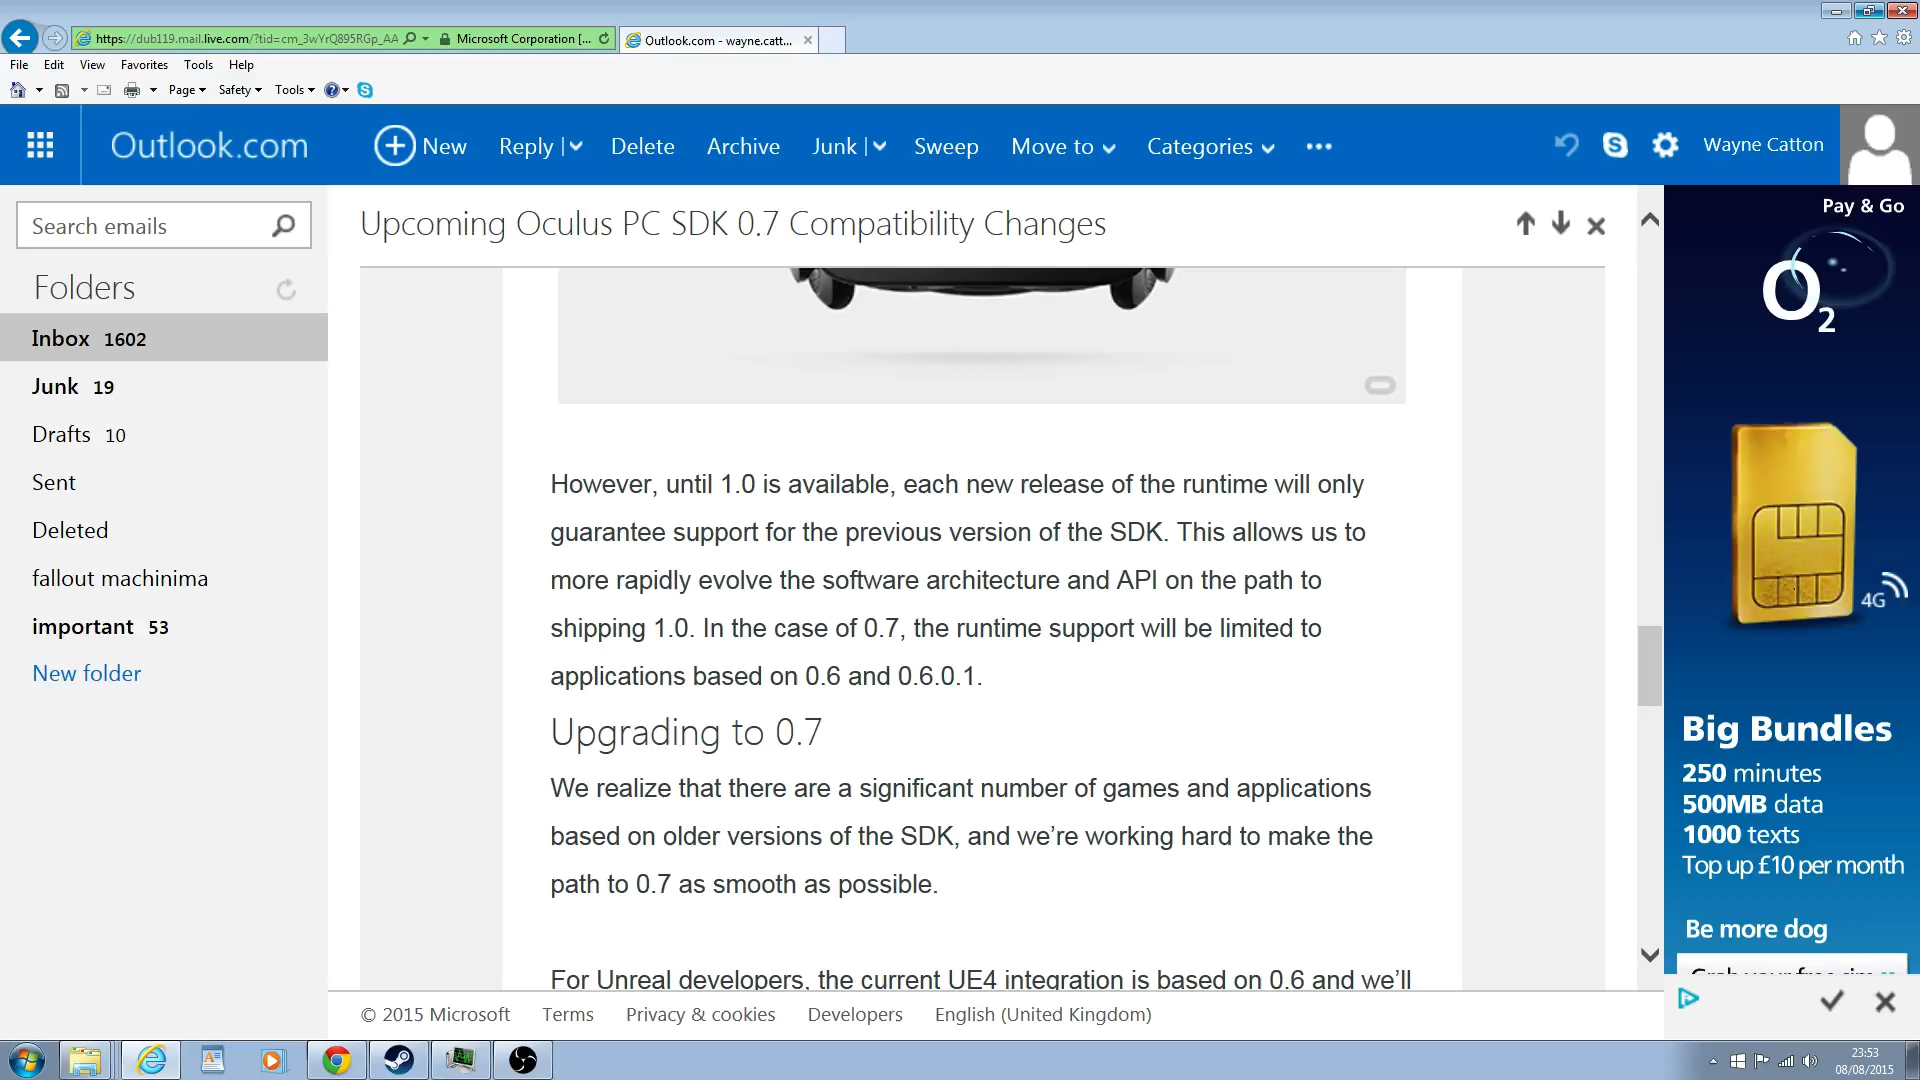 https://dub119.mail.live.com/?tid=cm_3wYrQ895RGp_AA
Microsoft Corporation [...
Outlook.com - wayne.catt...
File Edit View Favorites Tools Help
Page Safety Tools
Outlook.com
New Reply Delete Archive Junk Sweep Move to Categories
Wayne Catton
Search emails
Folders
Inbox 1602
Junk 19
Drafts 10
Sent
Deleted
fallout machinima
important 53
New folder
Upcoming Oculus PC SDK 0.7 Compatibility Changes
However, until 1.0 is available, each new release of the runtime will only
guarantee support for the previous version of the SDK. This allows us to
more rapidly evolve the software architecture and API on the path to
shipping 1.0. In the case of 0.7, the runtime support will be limited to
applications based on 0.6 and 0.6.0.1.
Upgrading to 0.7
We realize that there are a significant number of games and applications
based on older versions of the SDK, and we’re working hard to make the
path to 0.7 as smooth as possible.
For Unreal developers, the current UE4 integration is based on 0.6 and we’ll
Pay & Go
O2
4G
Big Bundles
250 minutes
500MB data
1000 texts
Top up £10 per month
Be more dog
© 2015 Microsoft Terms Privacy & cookies Developers English (United Kingdom)
23:53
08/08/2015